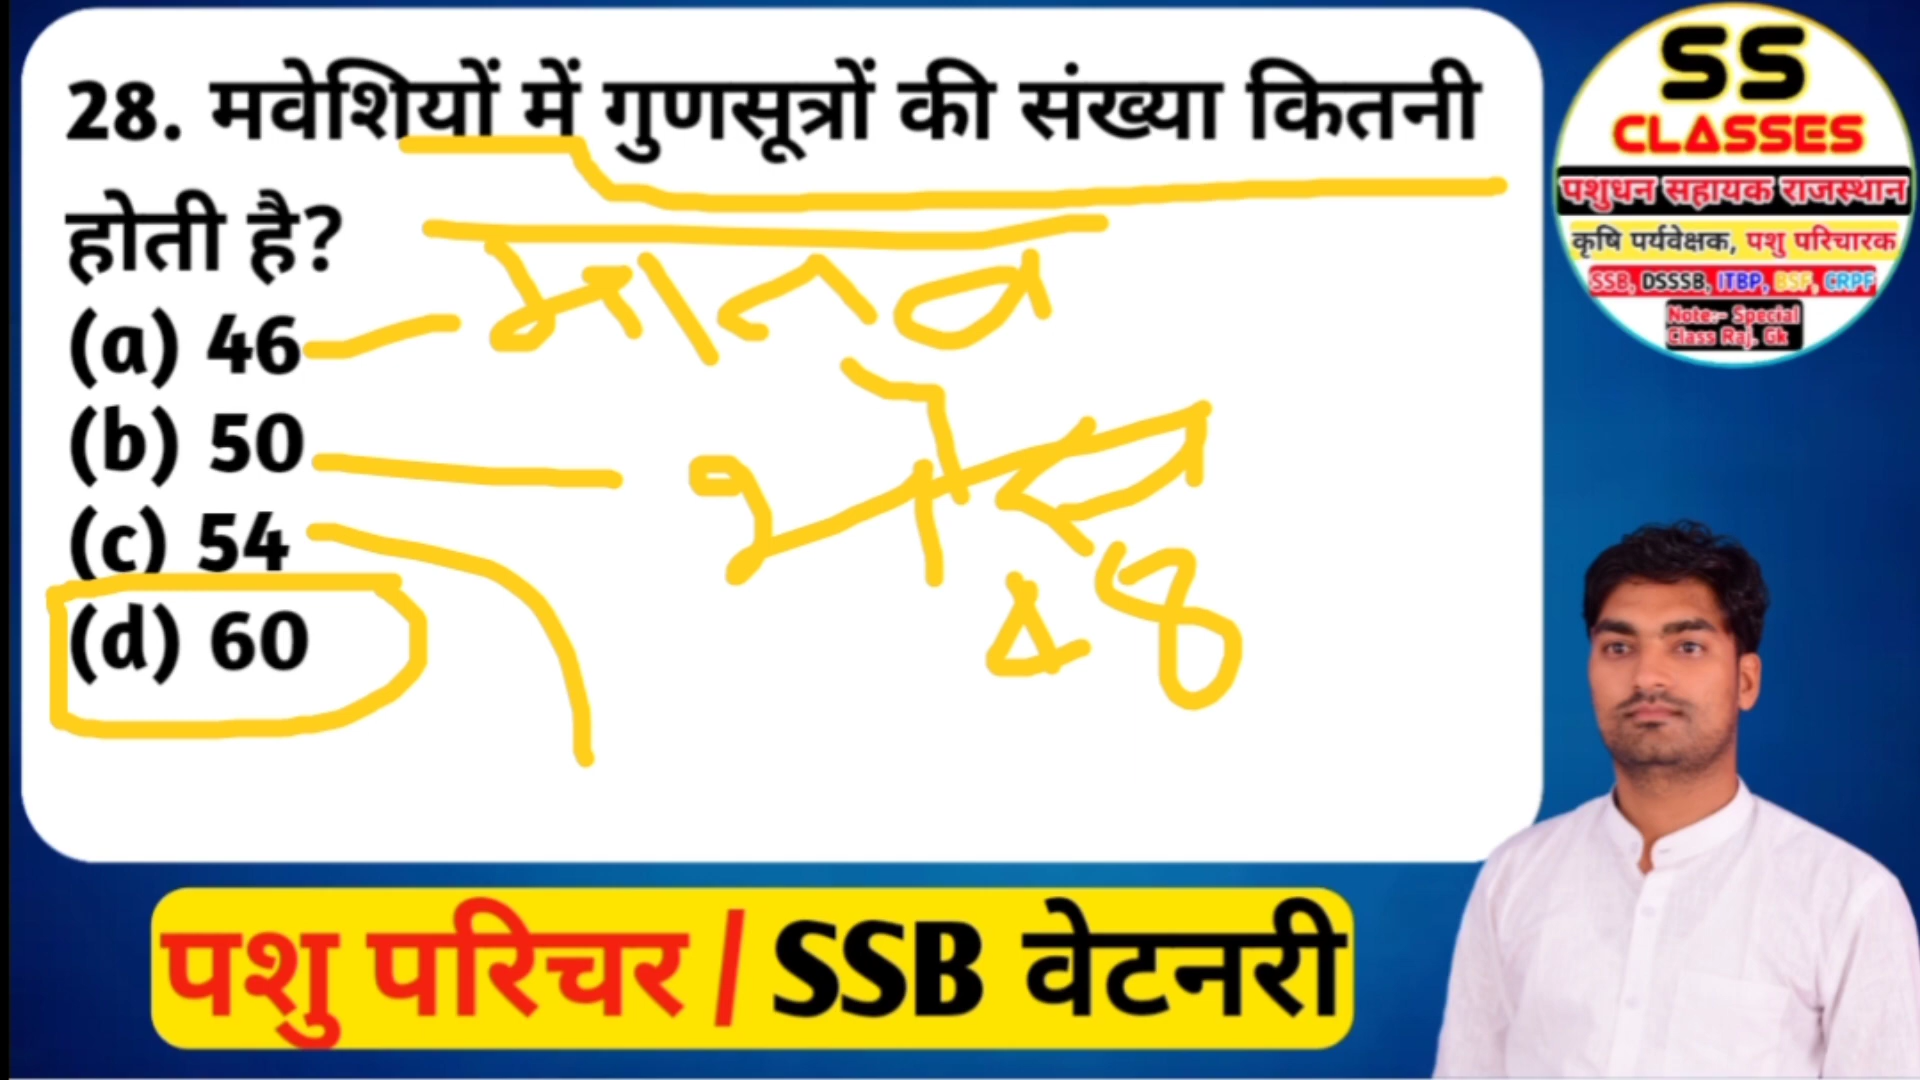 28. मवेशियों में गुणसूत्रों की संख्या कितनी
होती है?
(a) 46
(b) 50
(c) 54
(d) 60
मानव
भैंस
48
SS
CLASSES
पशुधन सहायक राजस्थान
कृषि पर्यवेक्षक, पशु परिचारक
SSB, DSSSB, ITBP, BSF, CRPF
Note:- Special
Class Raj. Gk
पशु परिचर / SSB वेटनरी